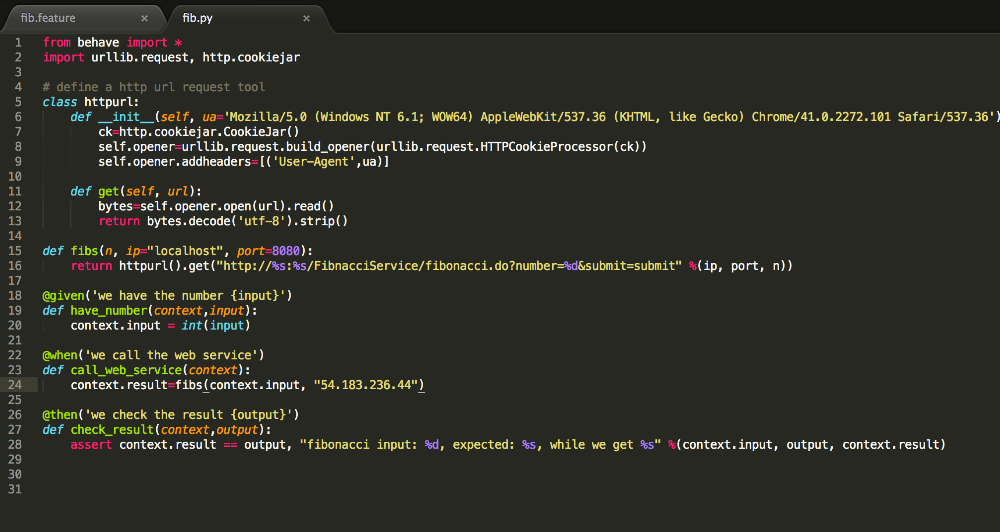 fib.feature × fib.py ×
1 from behave import *
2 import urllib.request, http.cookiejar
3
4 # define a http url request tool
5 class httpurl:
6     def __init__(self, ua='Mozilla/5.0 (Windows NT 6.1; WOW64) AppleWebKit/537.36 (KHTML, like Gecko) Chrome/41.0.2272.101 Safari/537.36')
7         ck=http.cookiejar.CookieJar()
8         self.opener=urllib.request.build_opener(urllib.request.HTTPCookieProcessor(ck))
9         self.opener.addheaders=[('User-Agent',ua)]
10
11     def get(self, url):
12         bytes=self.opener.open(url).read()
13         return bytes.decode('utf-8').strip()
14
15 def fibs(n, ip="localhost", port=8080):
16     return httpurl().get("http://%s:%s/FibnacciService/fibonacci.do?number=%d&submit=submit" %(ip, port, n))
17
18 @given('we have the number {input}')
19 def have_number(context,input):
20     context.input = int(input)
21
22 @when('we call the web service')
23 def call_web_service(context):
24     context.result=fibs(context.input, "54.183.236.44")
25
26 @then('we check the result {output}')
27 def check_result(context,output):
28     assert context.result == output, "fibonacci input: %d, expected: %s, while we get %s" %(context.input, output, context.result)
29
30
31